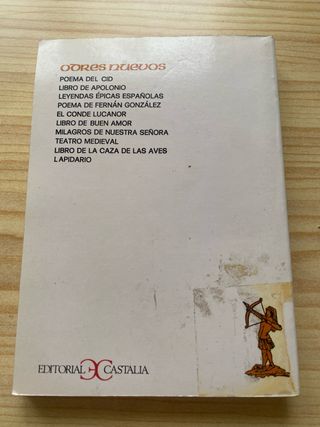 odres nuevos
POEMA DEL CID
LIBRO DE APOLONIO
LEYENDAS ÉPICAS ESPAÑOLAS
POEMA DE FERNÁN GONZÁLEZ
EL CONDE LUCANOR
LIBRO DE BUEN AMOR
MILAGROS DE NUESTRA SEÑORA
TEATRO MEDIEVAL
LIBRO DE LA CAZA DE LAS AVES
LAPIDARIO
EDITORIAL CASTALIA